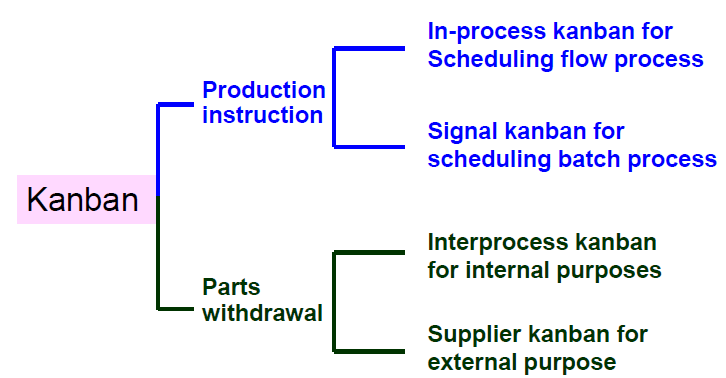 Kanban
Production
instruction
In-process kanban for
Scheduling flow process
Signal kanban for
scheduling batch process
Parts
withdrawal
Interprocess kanban
for internal purposes
Supplier kanban for
external purpose